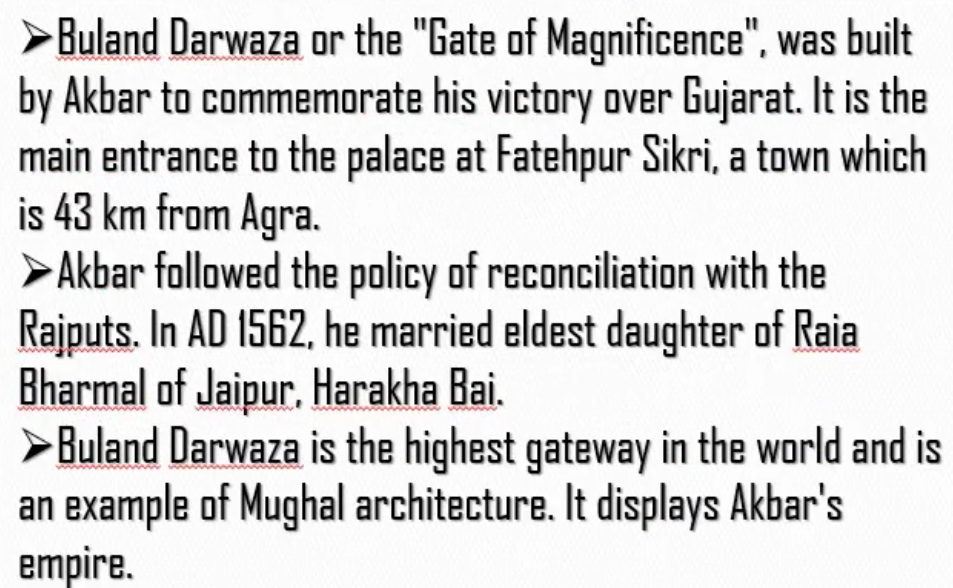 ➤Buland Darwaza or the "Gate of Magnificence", was built
by Akbar to commemorate his victory over Gujarat. It is the
main entrance to the palace at Fatehpur Sikri, a town which
is 43 km from Agra.
➤Akbar followed the policy of reconciliation with the
Rajputs. In AD 1562, he married eldest daughter of Raia
Bharmal of Jaipur, Harakha Bai.
➤Buland Darwaza is the highest gateway in the world and is
an example of Mughal architecture. It displays Akbar's
empire.